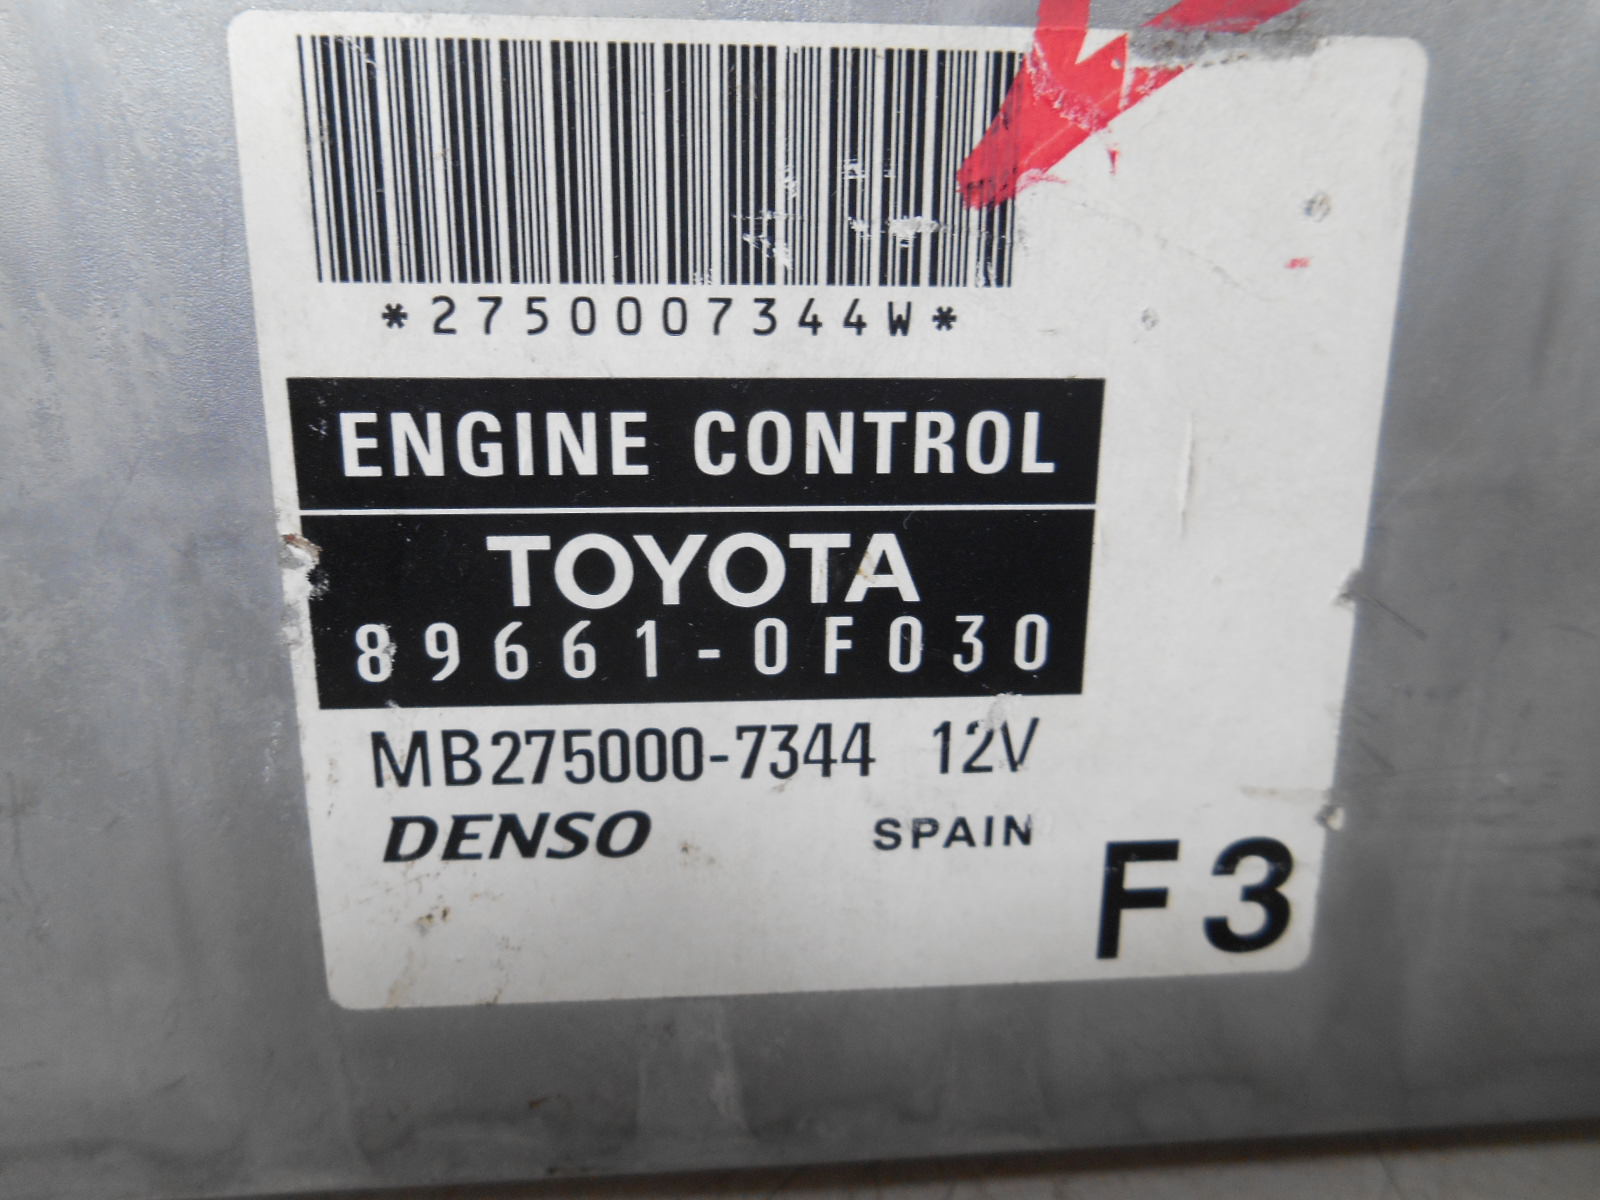 *2750007344W*
ENGINE CONTROL
TOYOTA
89661-0F030
MB275000-7344 12V
DENSO SPAIN
F3